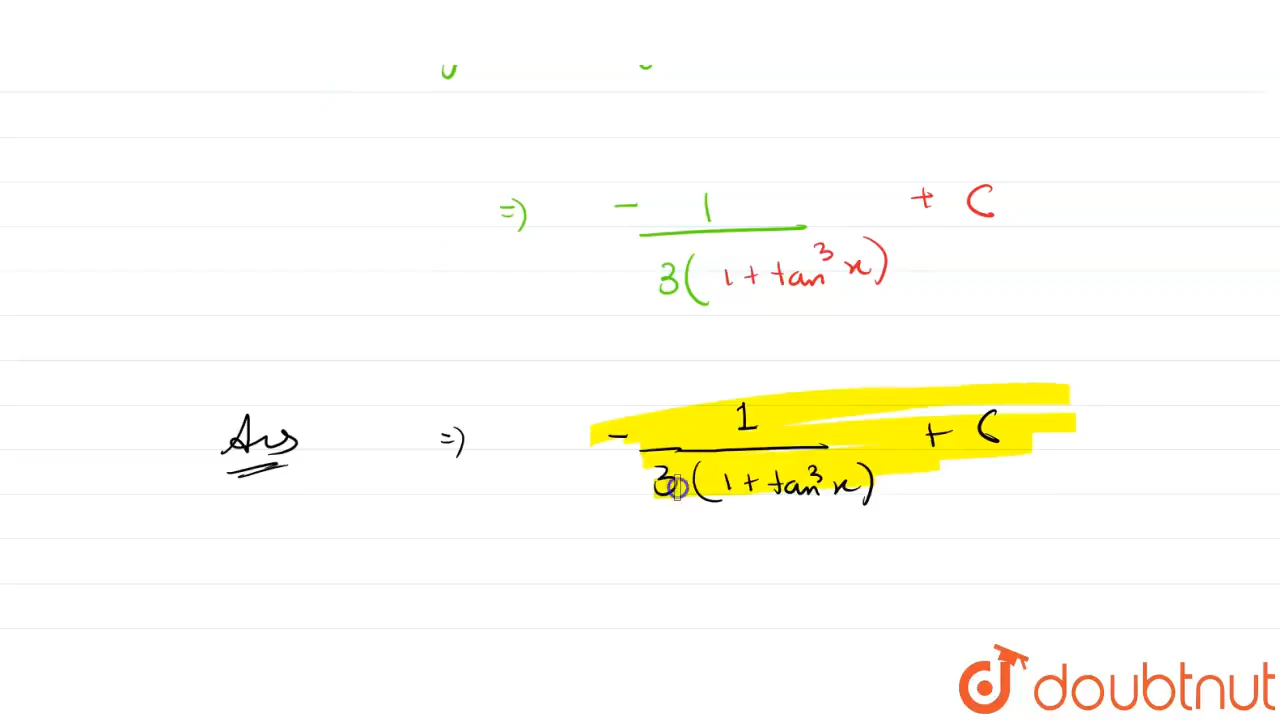 =) - 1 / 3(1 + tan³x) + C
Ans =) - 1 / 3(1 + tan³x) + C
doubtnut